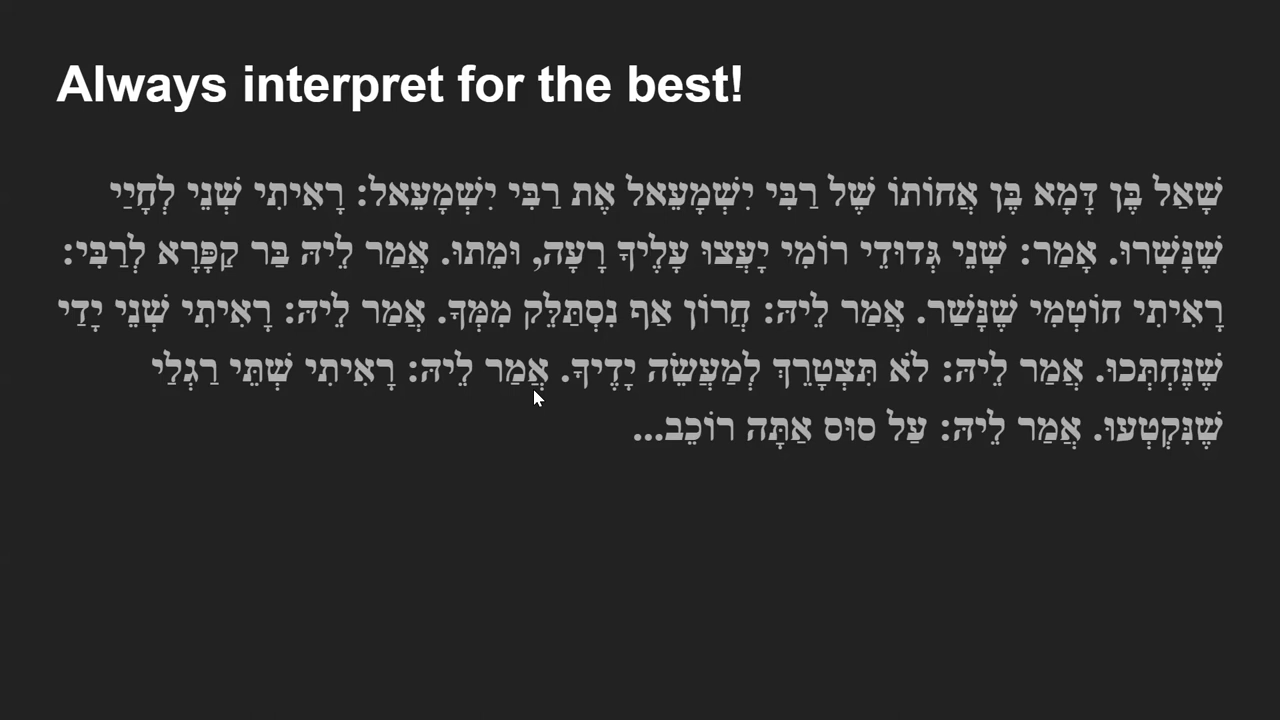 Always interpret for the best!
שָׁאַל בֶּן דָּמָא בֶּן אֲחוֹתוֹ שֶׁל רַבִּי יִשְׁמָעֵאל אֶת רַבִּי יִשְׁמָעֵאל: רָאִיתִי שְׁנֵי לְחָיַי
שֶׁנָּשְׁרוּ. אָמַר: שְׁנֵי גְּדוּדֵי רוֹמִי יָעֲצוּ עָלֶיךָ רָעָה, וּמֵתוּ. אֲמַר לֵיהּ בַּר קַפָּרָא לְרַבִּי:
רָאִיתִי חוֹטְמִי שֶׁנָּשַׁר. אֲמַר לֵיהּ: חֲרוֹן אַף נִסְתַּלֵּק מִמְּךָ. אֲמַר לֵיהּ: רָאִיתִי שְׁנֵי יָדַי
שֶׁנֶּחְתְּכוּ. אֲמַר לֵיהּ: לֹא תִּצְטָרֵךְ לְמַעֲשֵׂה יָדֶיךָ. אֲמַר לֵיהּ: רָאִיתִי שְׁתֵּי רַגְלַי
שֶׁנִּקְטְעוּ. אֲמַר לֵיהּ: עַל סוּס אַתָּה רוֹכֵב...